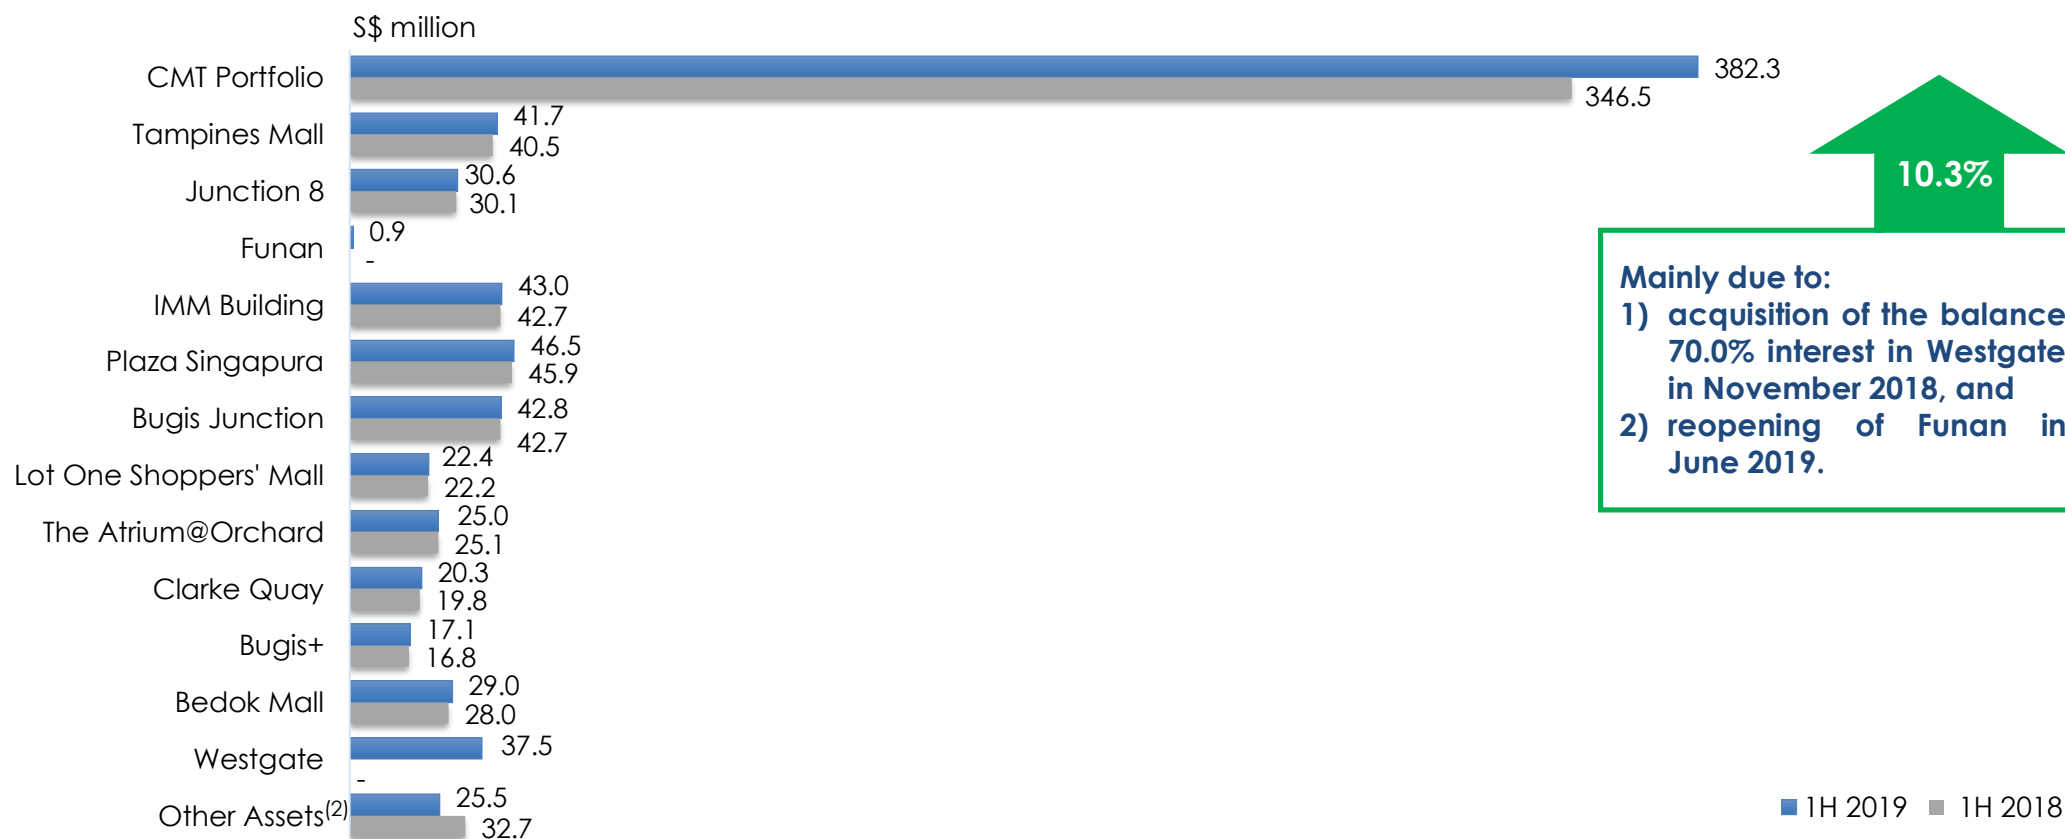 S$ million
CMT Portfolio
382.3
346.5
Tampines Mall
41.7
40.5
Junction 8
30.6
30.1
Funan
0.9
-
IMM Building
43.0
42.7
Plaza Singapura
46.5
45.9
Bugis Junction
42.8
42.7
Lot One Shoppers' Mall
22.4
22.2
The Atrium@Orchard
25.0
25.1
Clarke Quay
20.3
19.8
Bugis+
17.1
16.8
Bedok Mall
29.0
28.0
Westgate
37.5
-
Other Assets(2)
25.5
32.7
10.3%
Mainly due to:
1) acquisition of the balance
70.0% interest in Westgate
in November 2018, and
2) reopening of Funan in
June 2019.
1H 2019 1H 2018